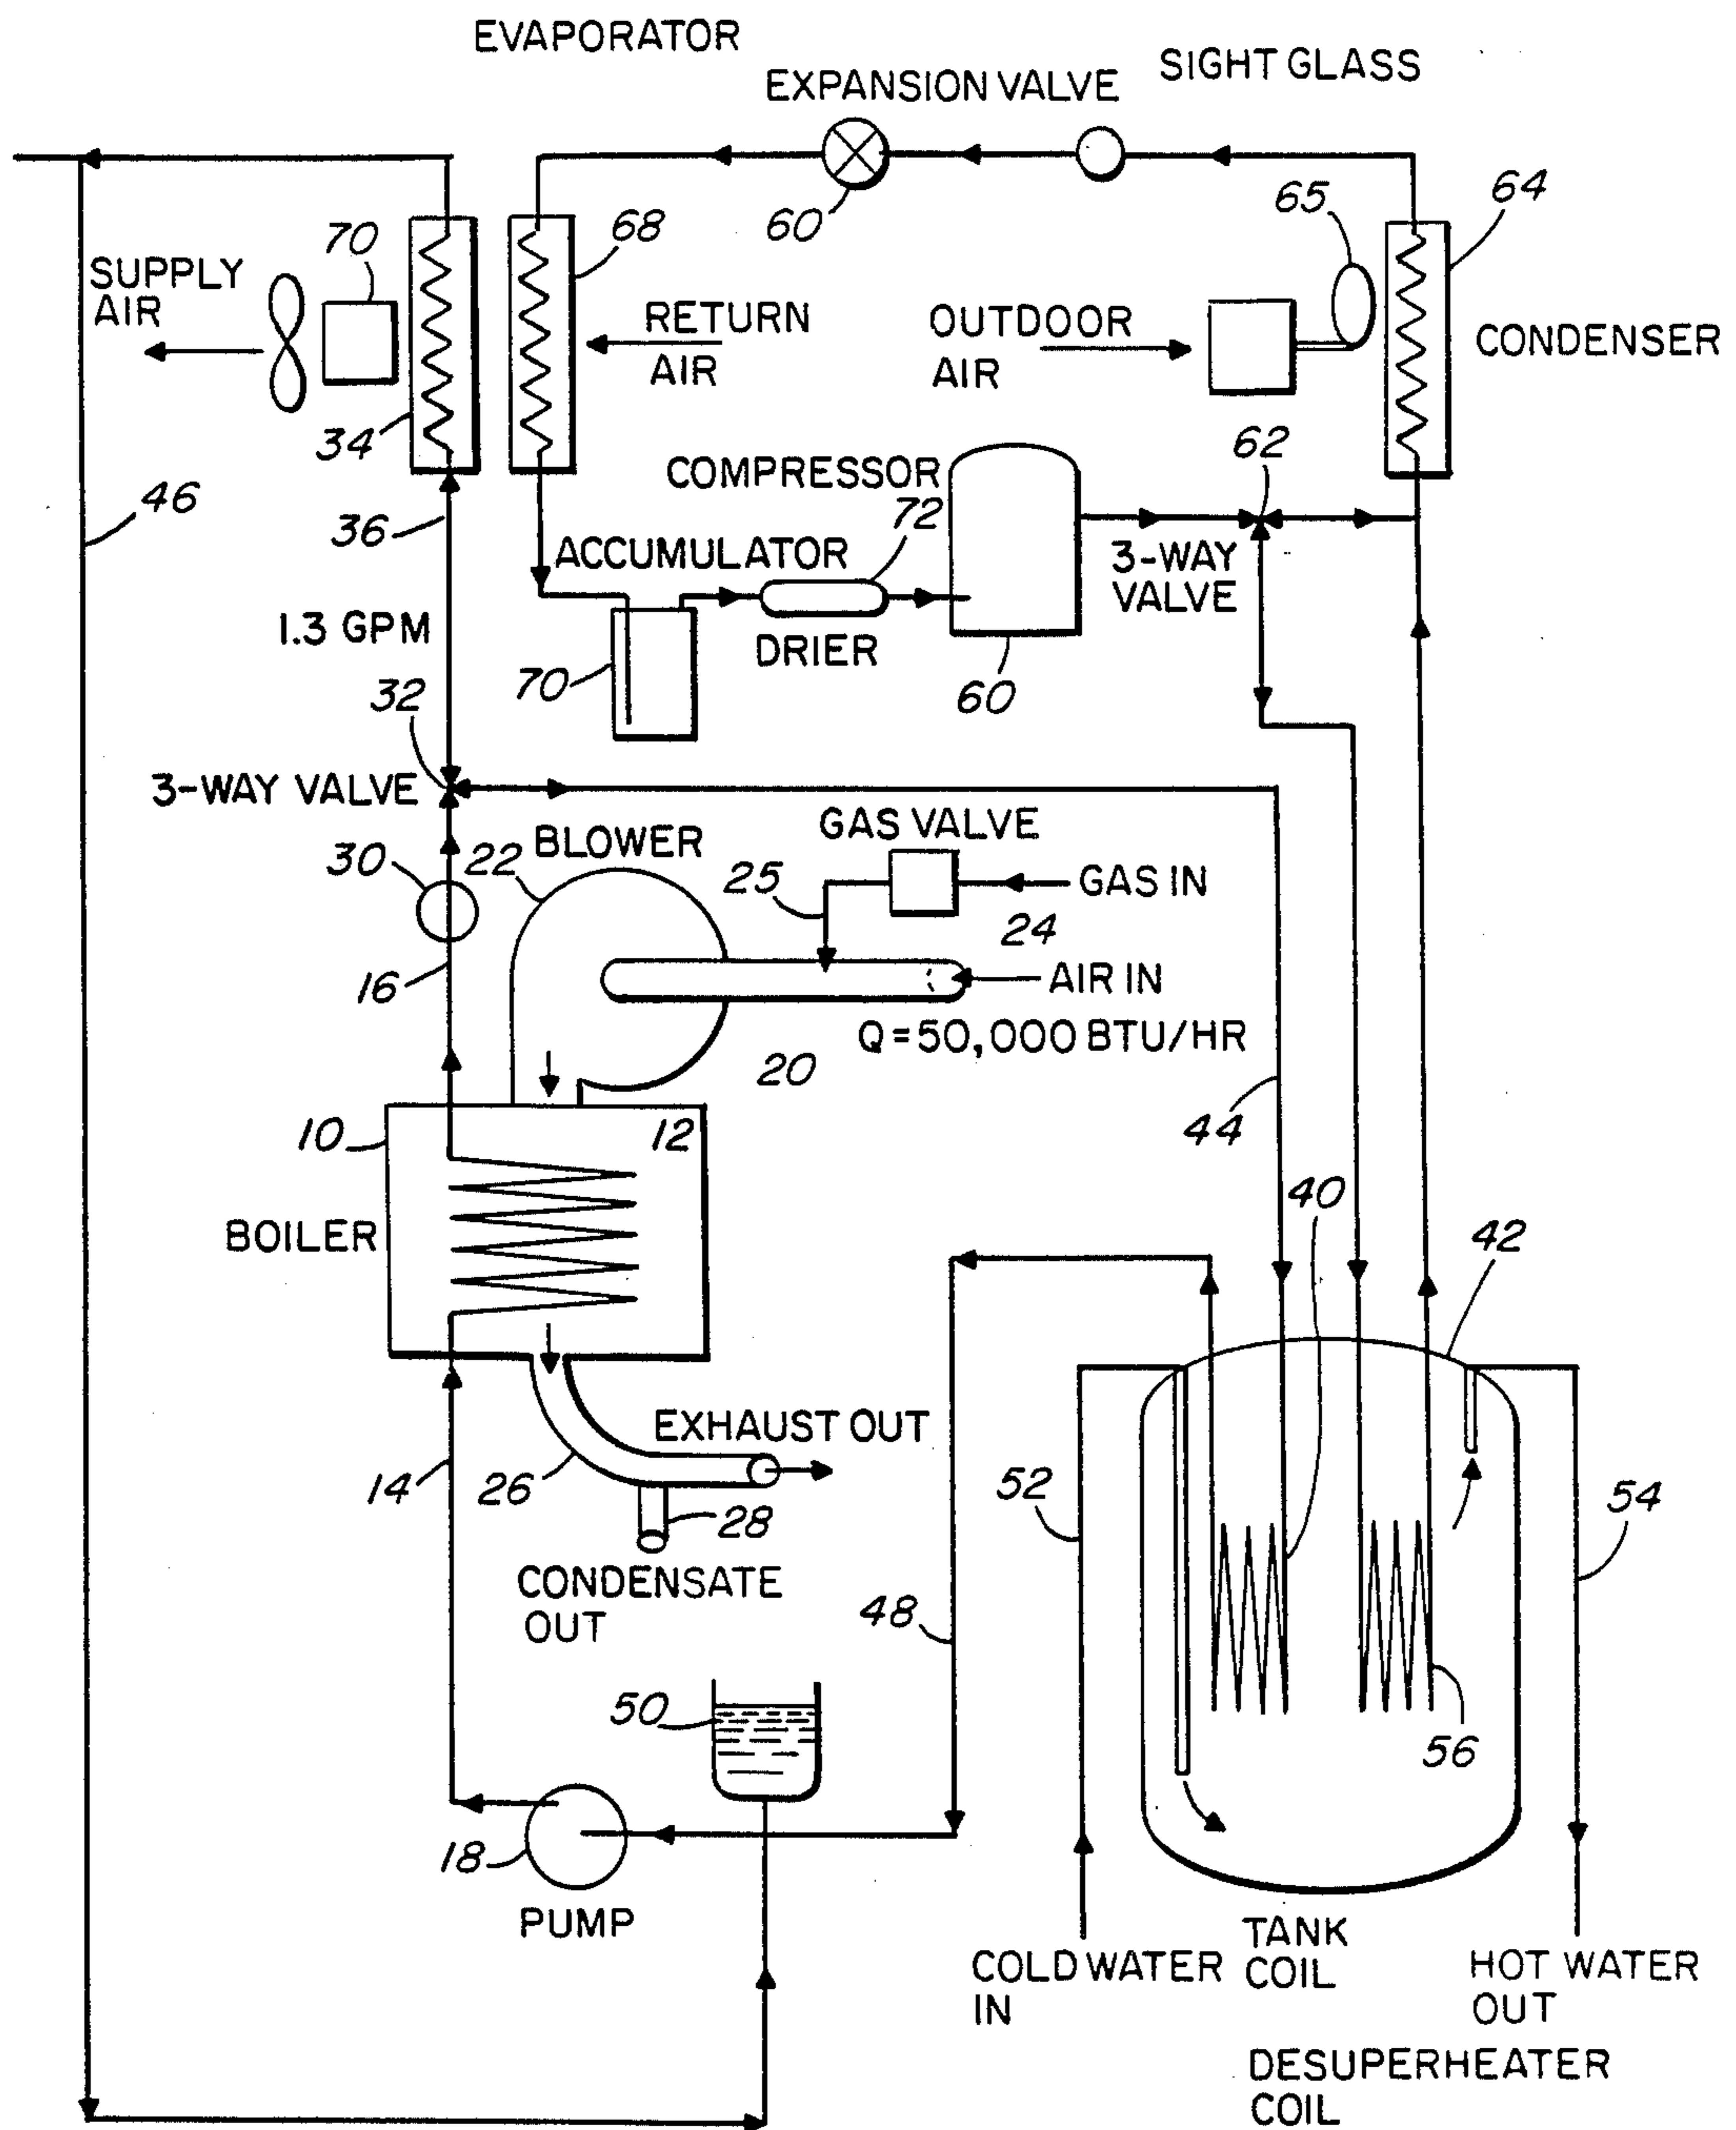 EVAPORATOR
EXPANSION VALVE
SIGHT GLASS
60
65
64
70
68
SUPPLY
AIR
RETURN
AIR
OUTDOOR
AIR
CONDENSER
34
62
46
36
COMPRESSOR
72
ACCUMULATOR
3-WAY
VALVE
1.3 GPM
DRIER
70
60
32
3-WAY VALVE
GAS VALVE
30
22
BLOWER
25
GAS IN
24
16
AIR IN
Q=50,000 BTU/HR
20
10
12
44
40
BOILER
42
EXHAUST OUT
14
26
28
52
54
CONDENSATE
OUT
48
50
56
18
PUMP
COLD WATER
IN
TANK
COIL
HOT WATER
OUT
DESUPERHEATER
COIL